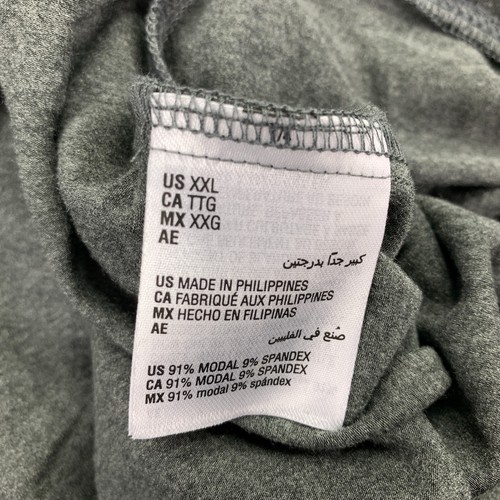 US XXL
CA TTG
MX XXG
AE
كبير جدًا بدرجتين
US MADE IN PHILIPPINES
CA FABRIQUÉ AUX PHILIPPINES
MX HECHO EN FILIPINAS
AE
صُنع في الفلبين
US 91% MODAL 9% SPANDEX
CA 91% MODAL 9% SPANDEX
MX 91% modal 9% spándex